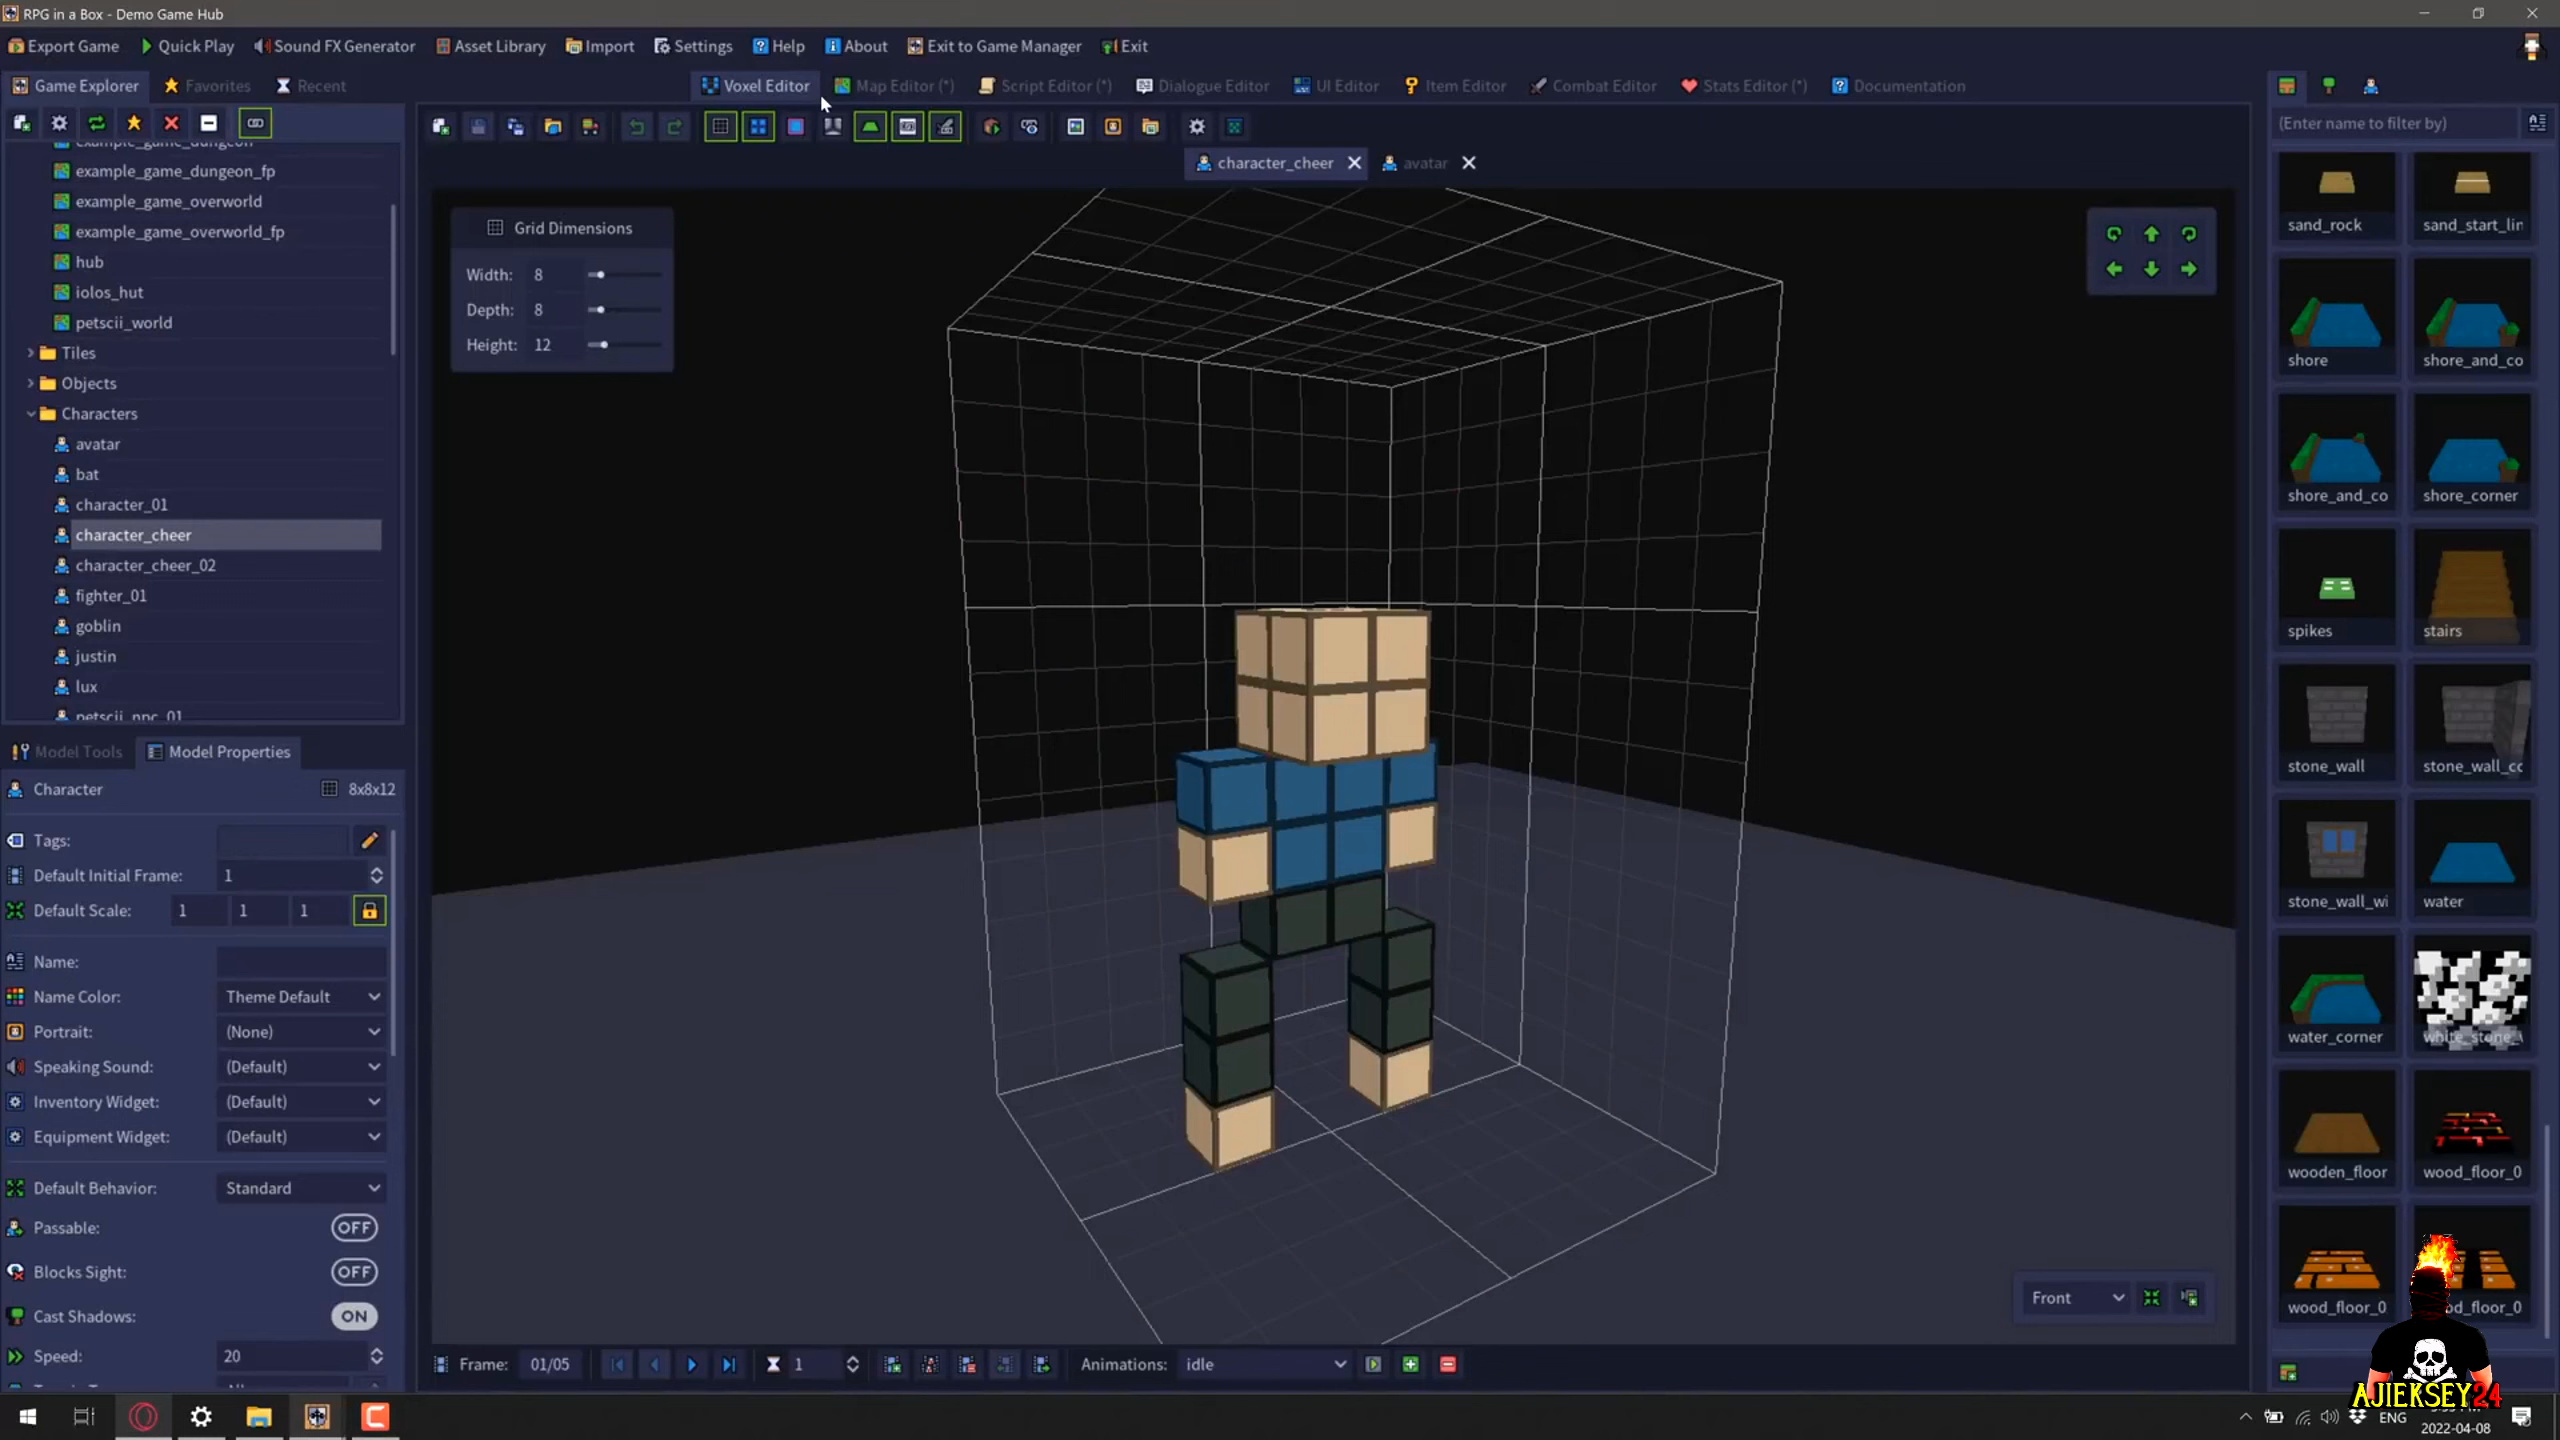 RPG in a Box - Demo Game Hub
Export Game Quick Play Sound FX Generator Asset Library Import Settings Help About Exit to Game Manager Exit
Game Explorer Favorites Recent
Voxel Editor Map Editor (*) Script Editor (*) Dialogue Editor UI Editor Item Editor Combat Editor Stats Editor (*) Documentation
(Enter name to filter by)
character_cheer avatar
example_game_dungeon
example_game_dungeon_fp
example_game_overworld
example_game_overworld_fp
hub
iolos_hut
petscii_world
Tiles
Objects
Characters
avatar
bat
character_01
character_cheer
character_cheer_02
fighter_01
goblin
justin
lux
petscii_npc_01
Grid Dimensions
Width: 8
Depth: 8
Height: 12
Model Tools Model Properties
Character 8x8x12
Tags:
Default Initial Frame: 1
Default Scale: 1 1 1
Name:
Name Color: Theme Default
Portrait: (None)
Speaking Sound: (Default)
Inventory Widget: (Default)
Equipment Widget: (Default)
Default Behavior: Standard
Passable: OFF
Blocks Sight: OFF
Cast Shadows: ON
Speed: 20
Front
Frame: 01/05 1 Animations: idle
sand_rock sand_start_lin
shore shore_and_co
shore_and_co shore_corner
spikes stairs
stone_wall stone_wall_cc
stone_wall_wi water
water_corner white_stone_
wooden_floor wood_floor_0
wood_floor_0 d_floor_0
AJIEKSEY24
ENG
2022-04-08